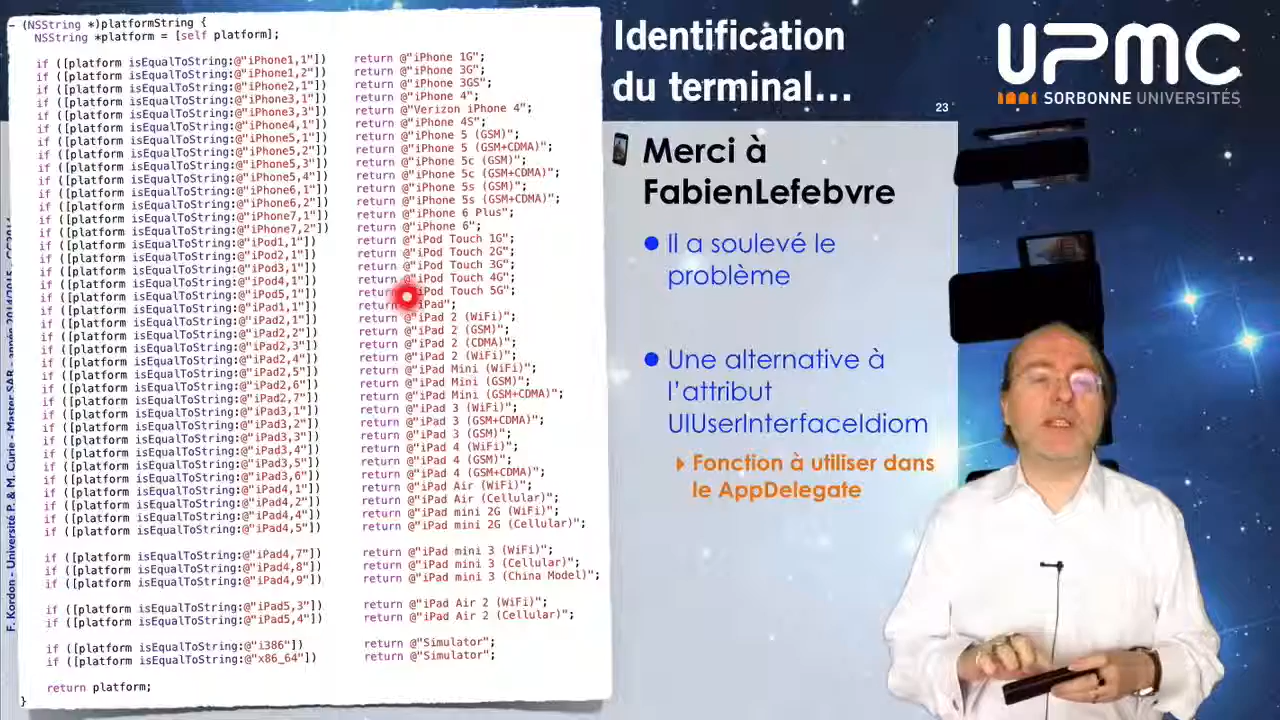 - (NSString *)platformString {
NSString *platform = [self platform];
if ([platform isEqualToString:@"iPhone1,1"]) return @"iPhone 1G";
if ([platform isEqualToString:@"iPhone1,2"]) return @"iPhone 3G";
if ([platform isEqualToString:@"iPhone2,1"]) return @"iPhone 3GS";
if ([platform isEqualToString:@"iPhone3,1"]) return @"iPhone 4";
if ([platform isEqualToString:@"iPhone3,3"]) return @"Verizon iPhone 4";
if ([platform isEqualToString:@"iPhone4,1"]) return @"iPhone 4S";
if ([platform isEqualToString:@"iPhone5,1"]) return @"iPhone 5 (GSM)";
if ([platform isEqualToString:@"iPhone5,2"]) return @"iPhone 5 (GSM+CDMA)";
if ([platform isEqualToString:@"iPhone5,3"]) return @"iPhone 5c (GSM)";
if ([platform isEqualToString:@"iPhone5,4"]) return @"iPhone 5c (GSM+CDMA)";
if ([platform isEqualToString:@"iPhone6,1"]) return @"iPhone 5s (GSM)";
if ([platform isEqualToString:@"iPhone6,2"]) return @"iPhone 5s (GSM+CDMA)";
if ([platform isEqualToString:@"iPhone7,1"]) return @"iPhone 6 Plus";
if ([platform isEqualToString:@"iPhone7,2"]) return @"iPhone 6";
if ([platform isEqualToString:@"iPod1,1"]) return @"iPod Touch 1G";
if ([platform isEqualToString:@"iPod2,1"]) return @"iPod Touch 2G";
if ([platform isEqualToString:@"iPod3,1"]) return @"iPod Touch 3G";
if ([platform isEqualToString:@"iPod4,1"]) return @"iPod Touch 4G";
if ([platform isEqualToString:@"iPod5,1"]) return @"iPod Touch 5G";
if ([platform isEqualToString:@"iPad1,1"]) return @"iPad";
if ([platform isEqualToString:@"iPad2,1"]) return @"iPad 2 (WiFi)";
if ([platform isEqualToString:@"iPad2,2"]) return @"iPad 2 (GSM)";
if ([platform isEqualToString:@"iPad2,3"]) return @"iPad 2 (CDMA)";
if ([platform isEqualToString:@"iPad2,4"]) return @"iPad 2 (WiFi)";
if ([platform isEqualToString:@"iPad2,5"]) return @"iPad Mini (WiFi)";
if ([platform isEqualToString:@"iPad2,6"]) return @"iPad Mini (GSM)";
if ([platform isEqualToString:@"iPad2,7"]) return @"iPad Mini (GSM+CDMA)";
if ([platform isEqualToString:@"iPad3,1"]) return @"iPad 3 (WiFi)";
if ([platform isEqualToString:@"iPad3,2"]) return @"iPad 3 (GSM+CDMA)";
if ([platform isEqualToString:@"iPad3,3"]) return @"iPad 3 (GSM)";
if ([platform isEqualToString:@"iPad3,4"]) return @"iPad 4 (WiFi)";
if ([platform isEqualToString:@"iPad3,5"]) return @"iPad 4 (GSM)";
if ([platform isEqualToString:@"iPad3,6"]) return @"iPad 4 (GSM+CDMA)";
if ([platform isEqualToString:@"iPad4,1"]) return @"iPad Air (WiFi)";
if ([platform isEqualToString:@"iPad4,2"]) return @"iPad Air (Cellular)";
if ([platform isEqualToString:@"iPad4,4"]) return @"iPad mini 2G (WiFi)";
if ([platform isEqualToString:@"iPad4,5"]) return @"iPad mini 2G (Cellular)";
if ([platform isEqualToString:@"iPad4,7"]) return @"iPad mini 3 (WiFi)";
if ([platform isEqualToString:@"iPad4,8"]) return @"iPad mini 3 (Cellular)";
if ([platform isEqualToString:@"iPad4,9"]) return @"iPad mini 3 (China Model)";
if ([platform isEqualToString:@"iPad5,3"]) return @"iPad Air 2 (WiFi)";
if ([platform isEqualToString:@"iPad5,4"]) return @"iPad Air 2 (Cellular)";
if ([platform isEqualToString:@"i386"]) return @"Simulator";
if ([platform isEqualToString:@"x86_64"]) return @"Simulator";
return platform;
}
F. Kordon - Université P. & M. Curie - Master SAR - année 2014/2015
Identification
du terminal...
23
UPMC
SORBONNE UNIVERSITÉS
Merci à
FabienLefebvre
Il a soulevé le
problème
Une alternative à
l'attribut
UIUserInterfaceIdiom
Fonction à utiliser dans
le AppDelegate